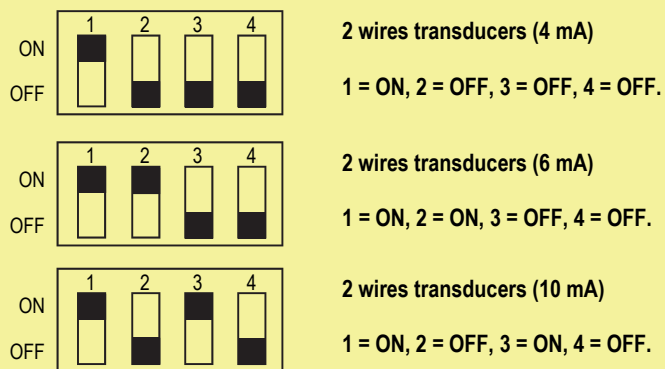 1 2 3 4
ON
OFF
2 wires transducers (4 mA)
1 = ON, 2 = OFF, 3 = OFF, 4 = OFF.
1 2 3 4
ON
OFF
2 wires transducers (6 mA)
1 = ON, 2 = ON, 3 = OFF, 4 = OFF.
1 2 3 4
ON
OFF
2 wires transducers (10 mA)
1 = ON, 2 = OFF, 3 = ON, 4 = OFF.